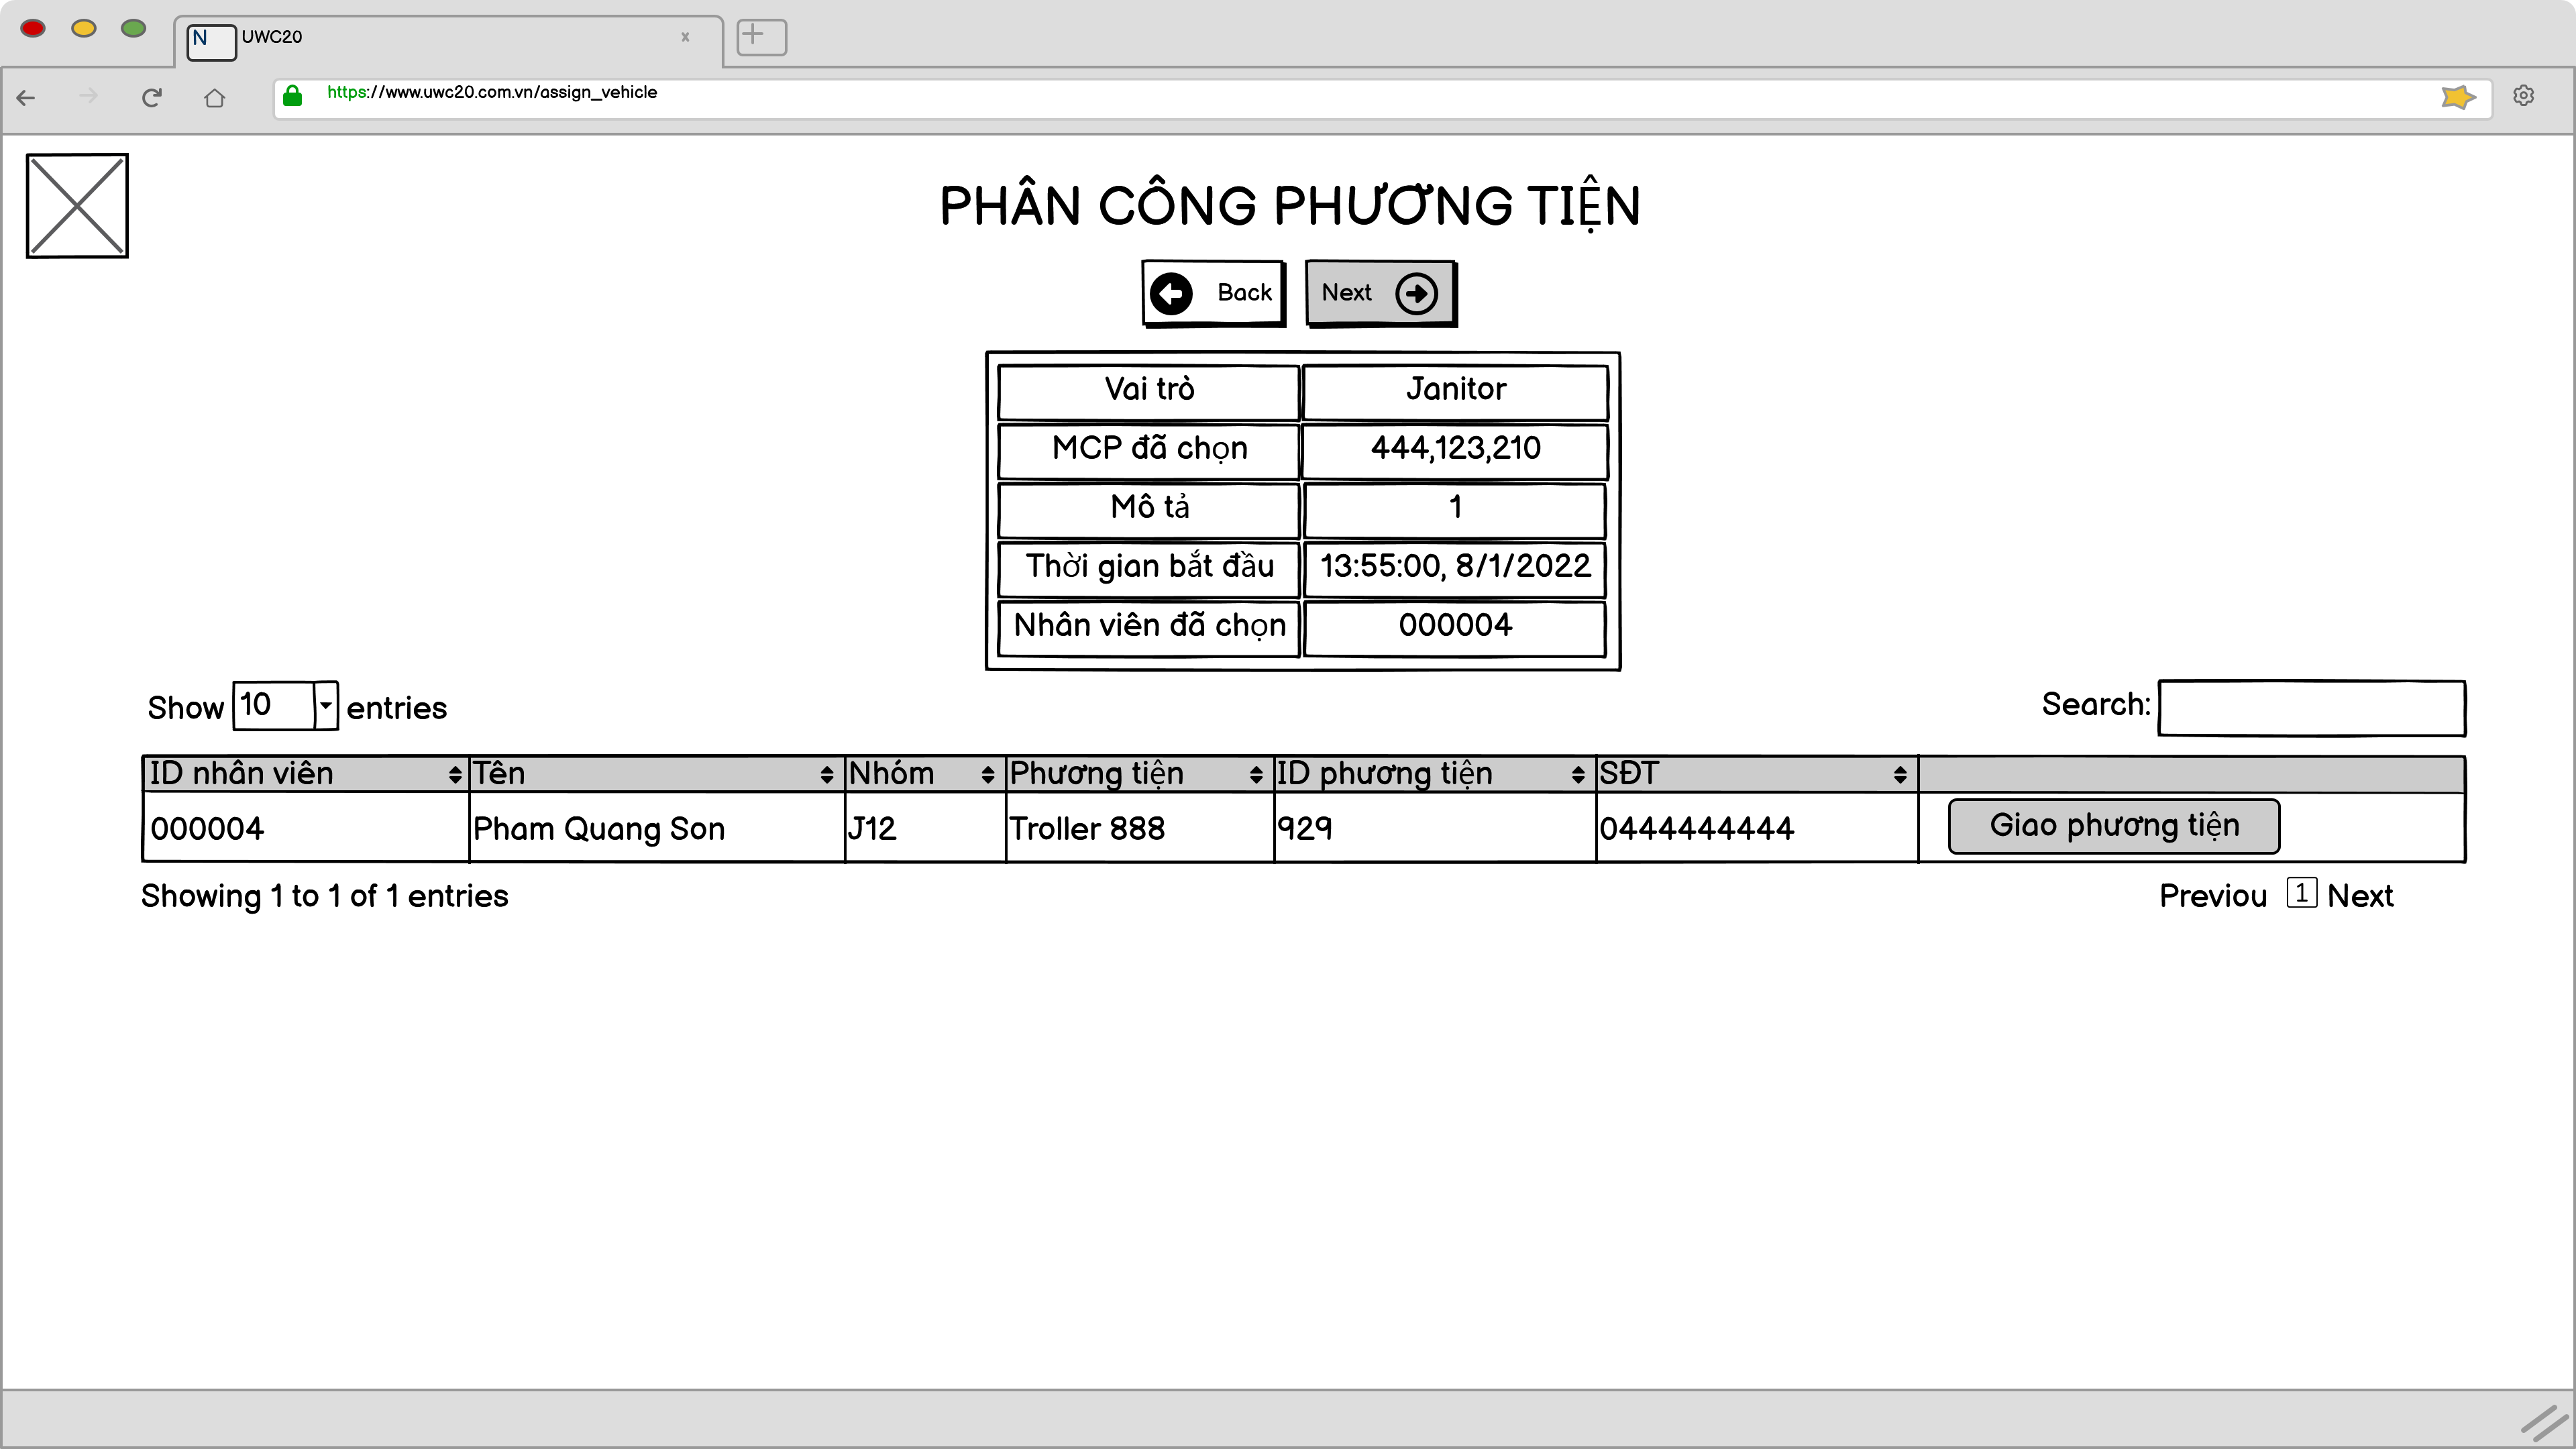 N UWC20 x
https://www.uwc20.com.vn/assign_vehicle
PHÂN CÔNG PHƯƠNG TIỆN
Back Next
Vai trò Janitor
MCP đã chọn 444,123,210
Mô tả 1
Thời gian bắt đầu 13:55:00, 8/1/2022
Nhân viên đã chọn 000004
Show 10 entries Search:
ID nhân viên Tên Nhóm Phương tiện ID phương tiện SĐT
000004 Pham Quang Son J12 Troller 888 929 0444444444 Giao phương tiện
Showing 1 to 1 of 1 entries Previou 1 Next